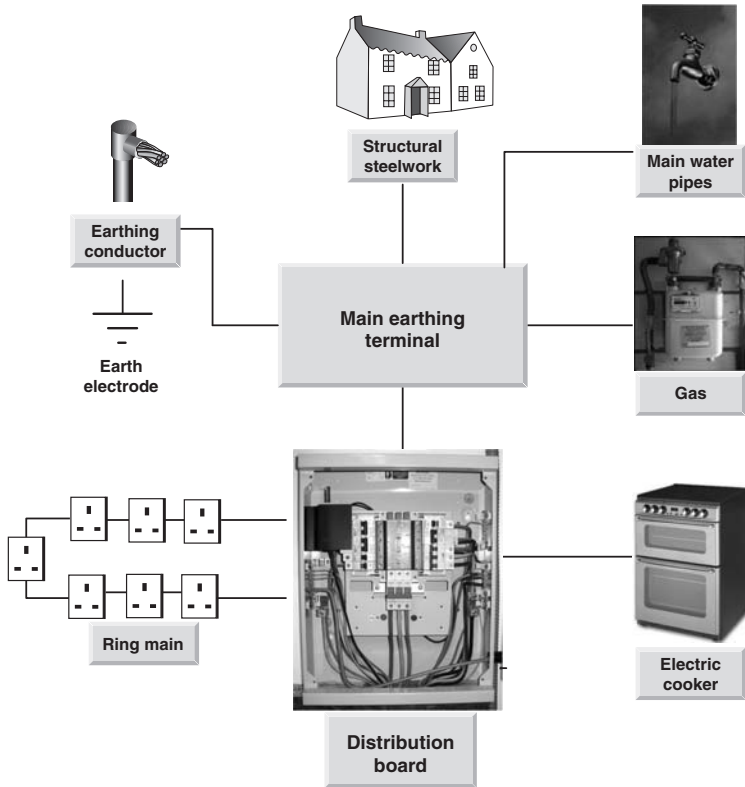 Structural
steelwork
Main water
pipes
Earthing
conductor
Main earthing
terminal
Earth
electrode
Gas
Ring main
Electric
cooker
Distribution
board